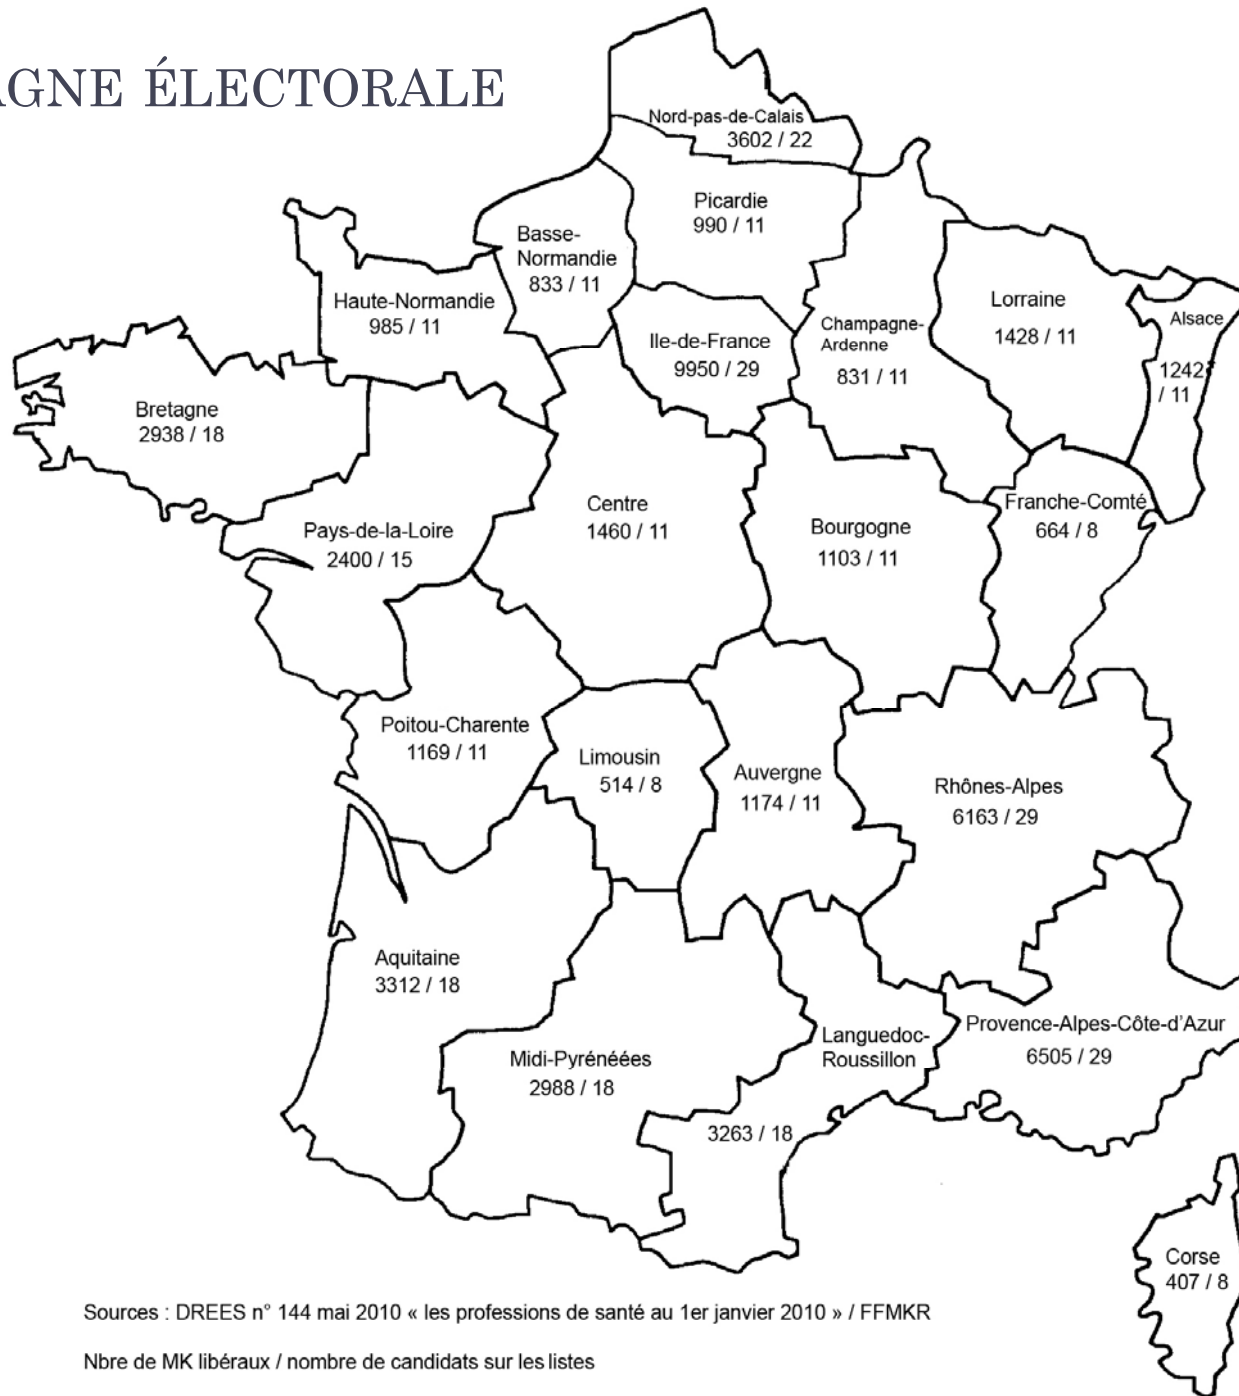 AGNE ÉLECTORALE
Nord-pas-de-Calais
3602 / 22
Picardie
990 / 11
Basse-
Normandie
833 / 11
Haute-Normandie
985 / 11
Ile-de-France
9950 / 29
Champagne-
Ardenne
831 / 11
Lorraine
1428 / 11
Alsace
1242
/ 11
Bretagne
2938 / 18
Pays-de-la-Loire
2400 / 15
Centre
1460 / 11
Bourgogne
1103 / 11
Franche-Comté
664 / 8
Poitou-Charente
1169 / 11
Limousin
514 / 8
Auvergne
1174 / 11
Rhônes-Alpes
6163 / 29
Aquitaine
3312 / 18
Midi-Pyrénéées
2988 / 18
Languedoc-
Roussillon
3263 / 18
Provence-Alpes-Côte-d'Azur
6505 / 29
Corse
407 / 8
Sources : DREES n° 144 mai 2010 « les professions de santé au 1er janvier 2010 » / FFMKR
Nbre de MK libéraux / nombre de candidats sur les listes